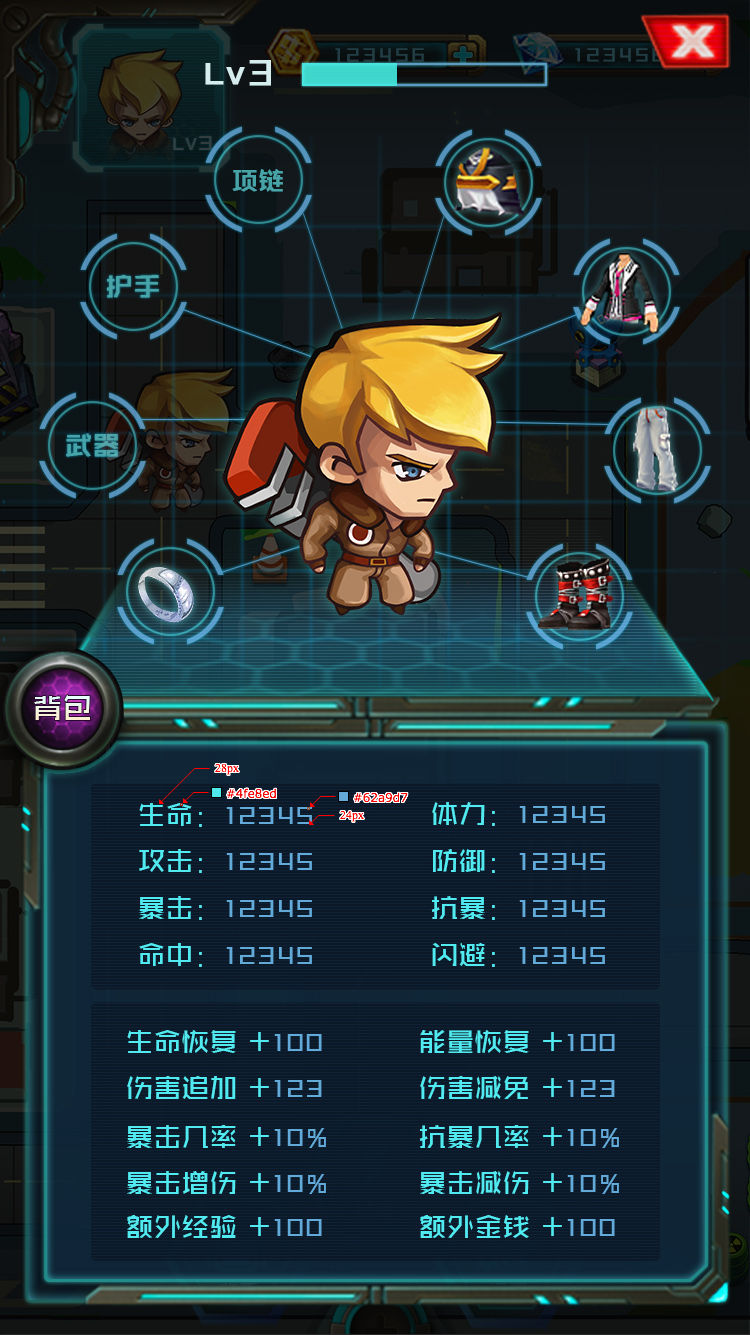 123456
12345
Lv3
LV3
顶链
护手
武器
背包
28px
#4fe8ed
#62a9d7
24px
生命: 12345 体力: 12345
攻击: 12345 防御: 12345
暴击: 12345 抗暴: 12345
命中: 12345 闪避: 12345
生命恢复 +100 能量恢复 +100
伤害追加 +123 伤害减免 +123
暴击几率 +10% 抗暴几率 +10%
暴击增伤 +10% 暴击减伤 +10%
额外经验 +100 额外金钱 +100